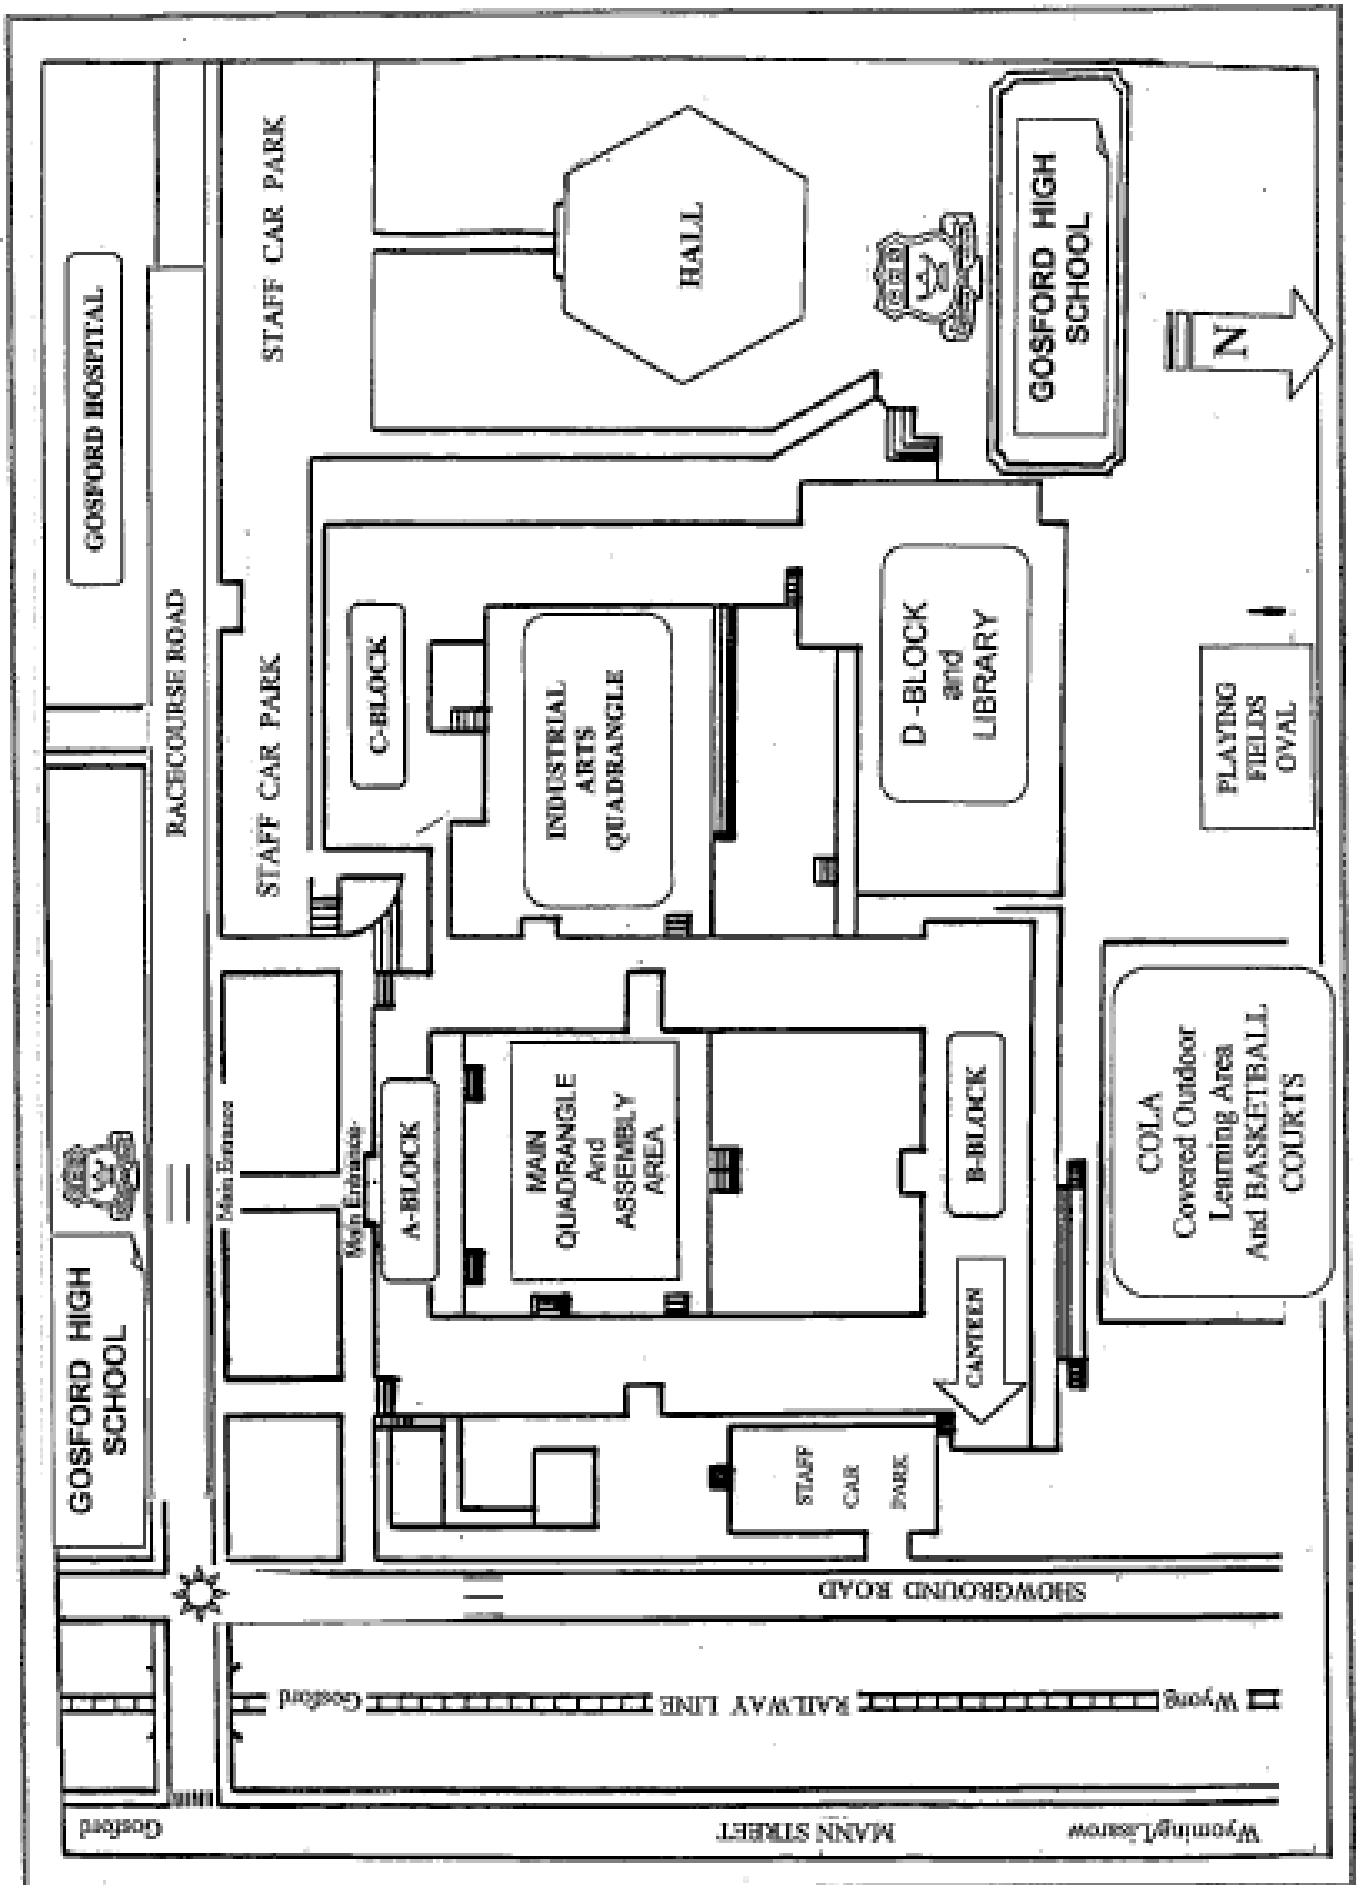 GOSFORD HOSPITAL
GOSFORD HIGH
SCHOOL
RACECOURSE ROAD
Main Entrance
Main Entrance
STAFF CAR PARK
STAFF CAR PARK
C-BLOCK
A-BLOCK
HALL
INDUSTRIAL
ARTS
QUADRANGLE
MAIN
QUADRANGLE
And
ASSEMBLY
AREA
STAFF
CAR
PARK
D-BLOCK
and
LIBRARY
B-BLOCK
CANTEEN
GOSFORD HIGH
SCHOOL
N
PLAYING
FIELDS
OVAL
COLA
Covered Outdoor
Learning Area
And BASKETBALL
COURTS
SHOWGROUND ROAD
Gosford
RAILWAY LINE
Wyong
Gosford
MANN STREET
Wyoming/Lisarow